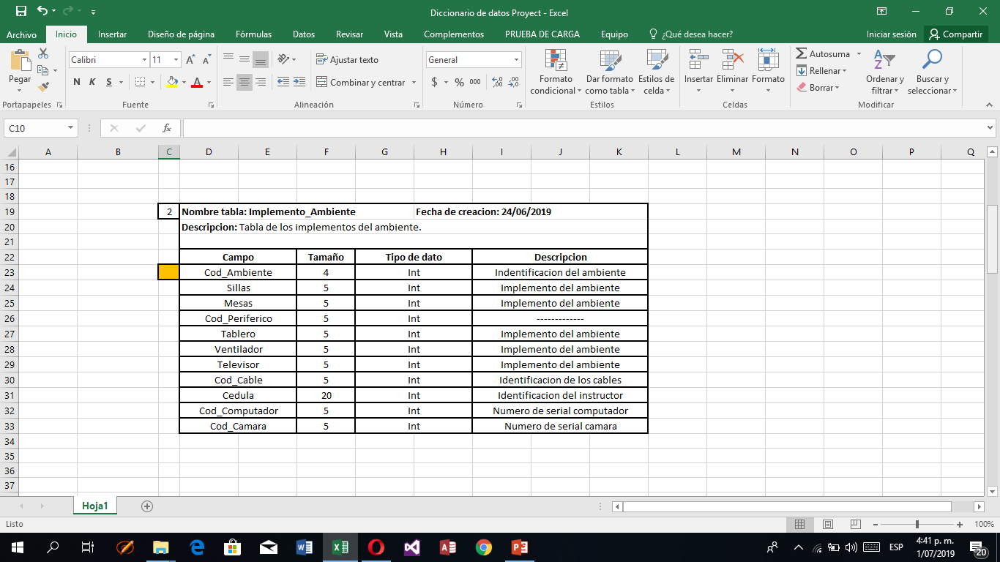 Diccionario de datos Proyect - Excel
Archivo Inicio Insertar Diseño de página Fórmulas Datos Revisar Vista Complementos PRUEBA DE CARGA Equipo ¿Qué desea hacer? Iniciar sesión Compartir
Pegar
Calibri 11
N K S
Ajustar texto
Combinar y centrar
General
$ % 000
Formato condicional
Dar formato como tabla
Estilos de celda
Insertar Eliminar Formato
Autosuma
Rellenar
Borrar
Ordenar y filtrar
Buscar y seleccionar
Portapapeles Fuente Alineación Número Estilos Celdas Modificar
C10 fx
A B C D E F G H I J K L M N O P Q
16
17
18
19 2 Nombre tabla: Implemento_Ambiente Fecha de creacion: 24/06/2019
20 Descripcion: Tabla de los implementos del ambiente.
21
22 Campo Tamaño Tipo de dato Descripcion
23 Cod_Ambiente 4 Int Indentificacion del ambiente
24 Sillas 5 Int Implemento del ambiente
25 Mesas 5 Int Implemento del ambiente
26 Cod_Periferico 5 Int -------------
27 Tablero 5 Int Implemento del ambiente
28 Ventilador 5 Int Implemento del ambiente
29 Televisor 5 Int Implemento del ambiente
30 Cod_Cable 5 Int Identificacion de los cables
31 Cedula 20 Int Identificacion del instructor
32 Cod_Computador 5 Int Numero de serial computador
33 Cod_Camara 5 Int Numero de serial camara
34
35
36
37
Hoja1
Listo 100%
ESP
4:41 p. m.
1/07/2019
20